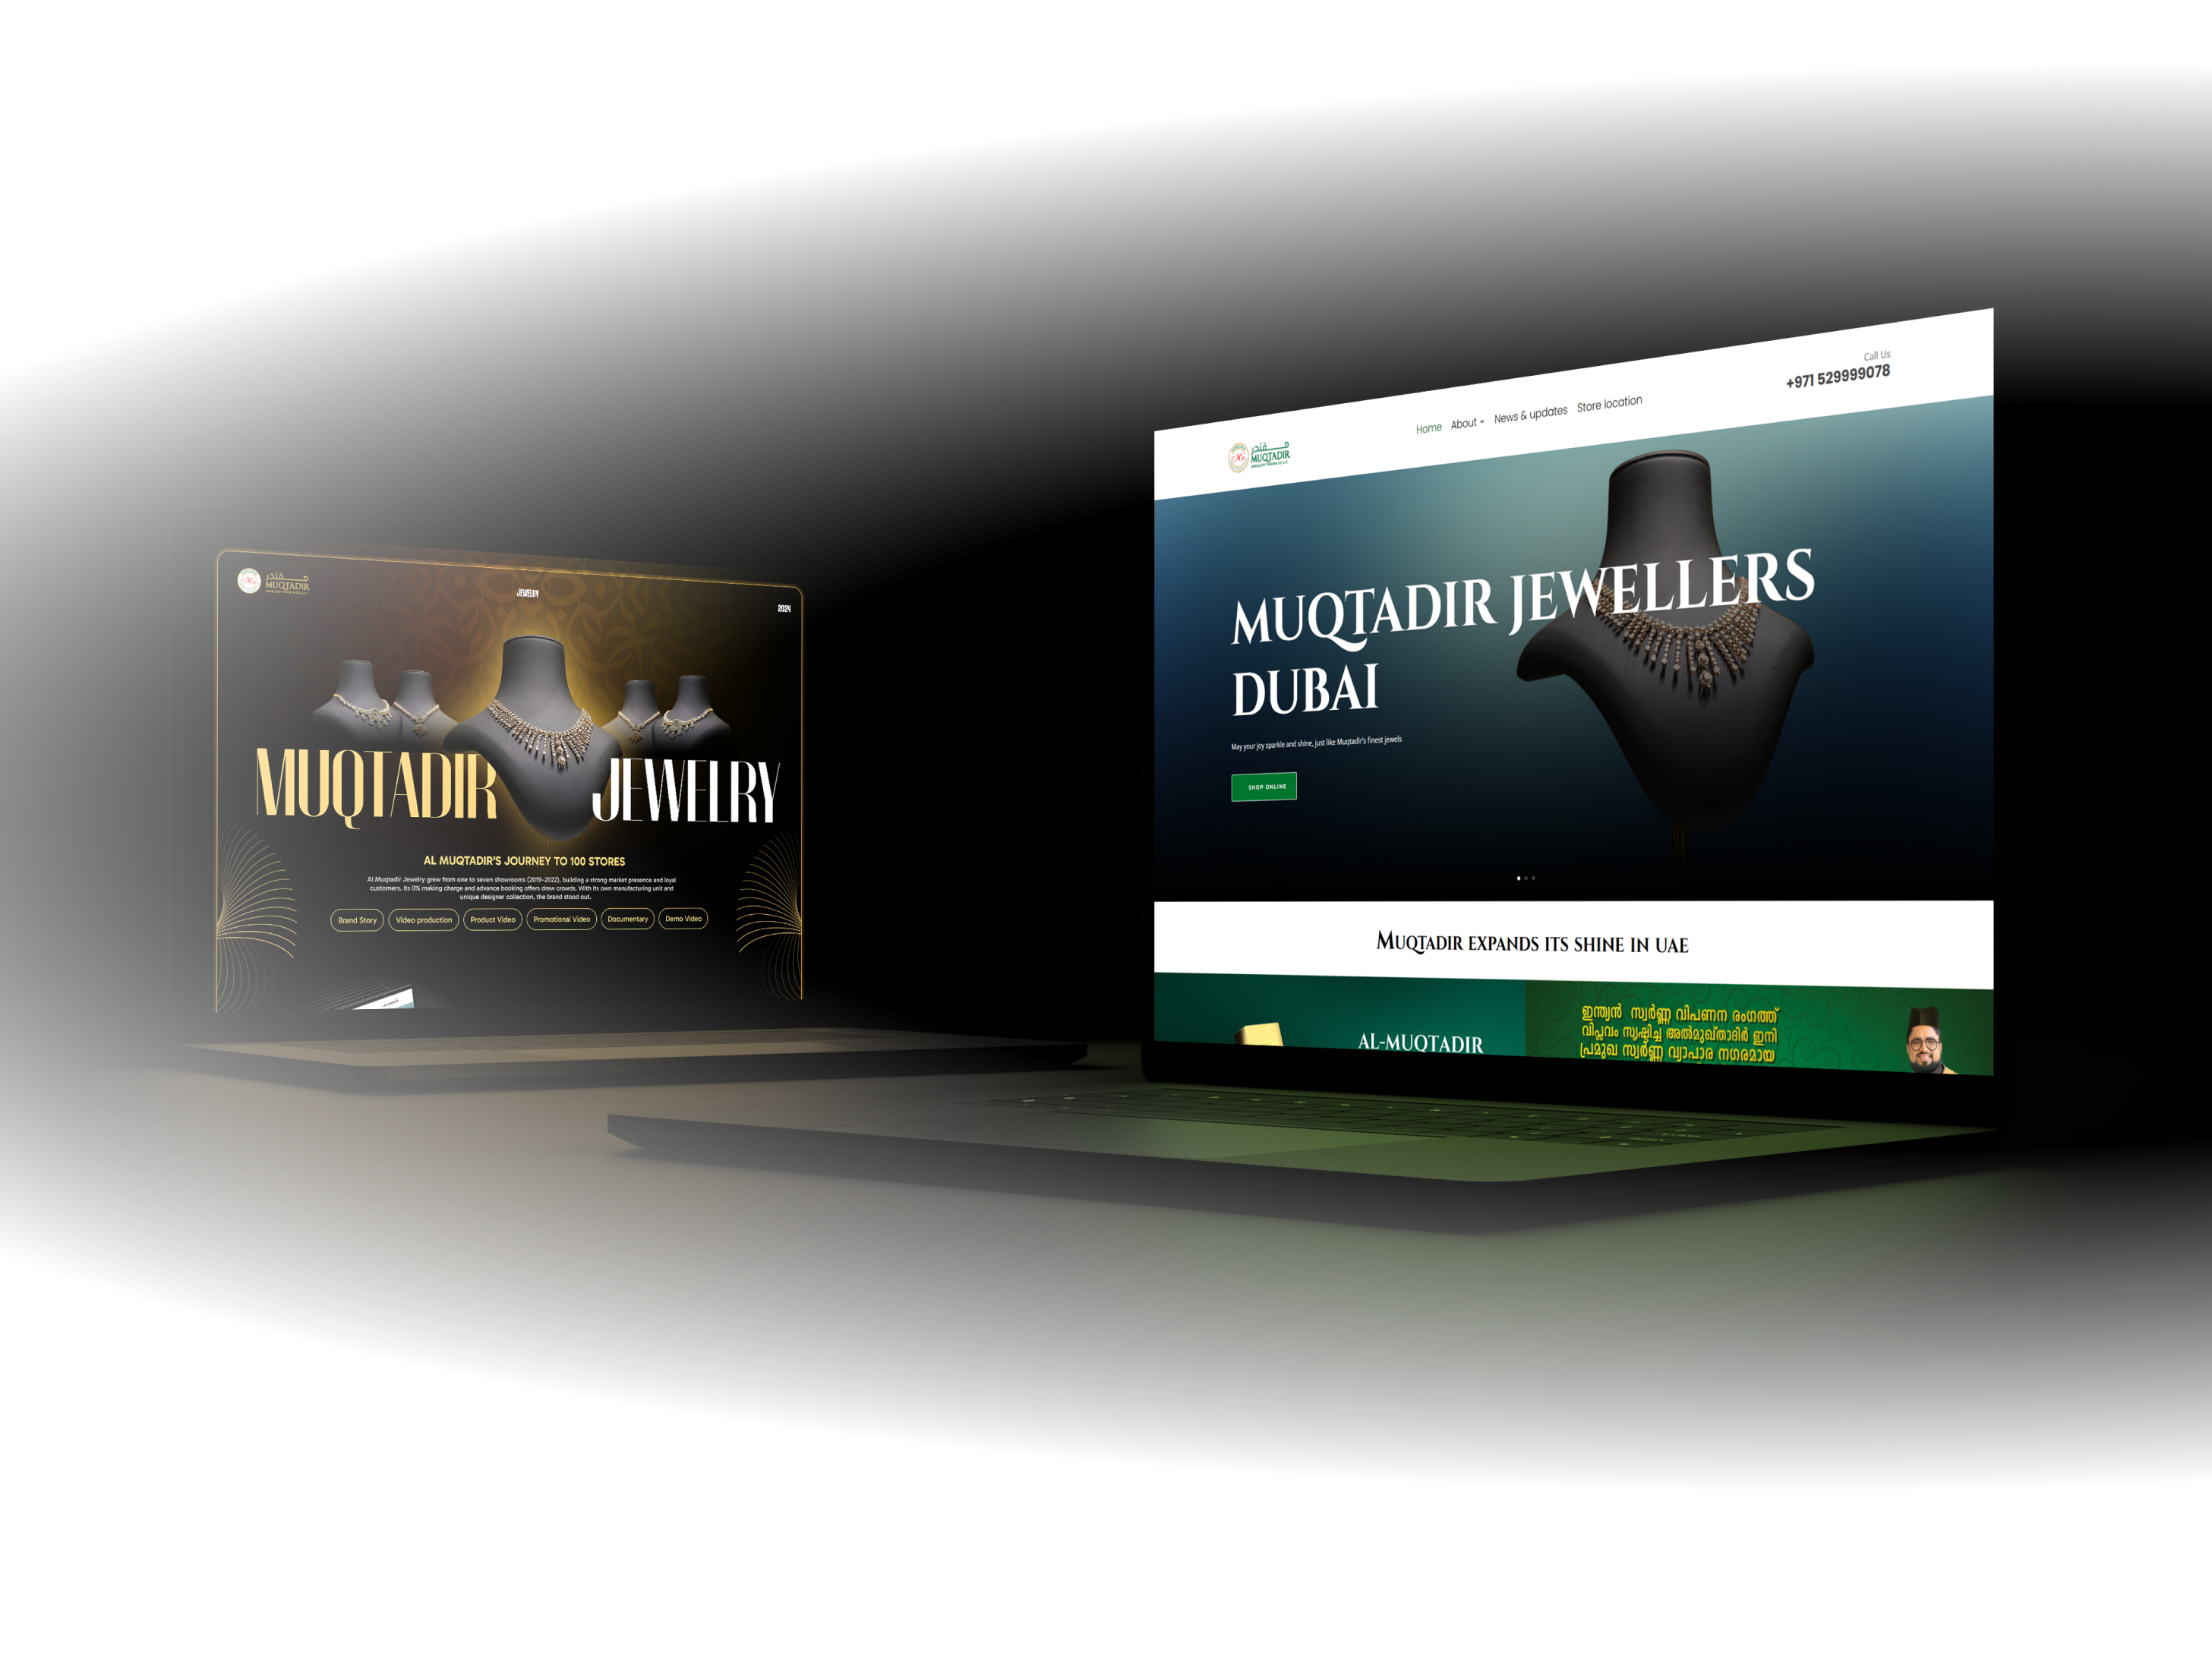 مقتدر
MUQTADIR
JEWELRY
2024
MUQTADIR JEWELRY
AL MUQTADIR'S JOURNEY TO 100 STORES
Al Muqtadir Jewelry grew from one to seven showrooms (2019–2022), building a strong market presence and loyal
customers. Its 0% making charge and advance booking offers drew crowds. With its own manufacturing unit and
unique designer collection, the brand stood out.
Brand Story Video production Product Video Promotional Video Documentary Demo Video
مقتدر
MUQTADIR
Home About News & updates Store location
Call Us
+971 529999078
MUQTADIR JEWELLERS
DUBAI
May your joy sparkle and shine, just like Muqtadir's finest jewels
SHOP ONLINE
MUQTADIR EXPANDS ITS SHINE IN UAE
AL-MUQTADIR
ഇന്ത്യൻ സ്വർണ്ണ വിപണന രംഗത്ത്
വിപ്ലവം സൃഷ്ടിച്ച അൽമുഖ്താദിർ ഇനി
പ്രമുഖ സ്വർണ്ണ വ്യാപാര നഗരമായ